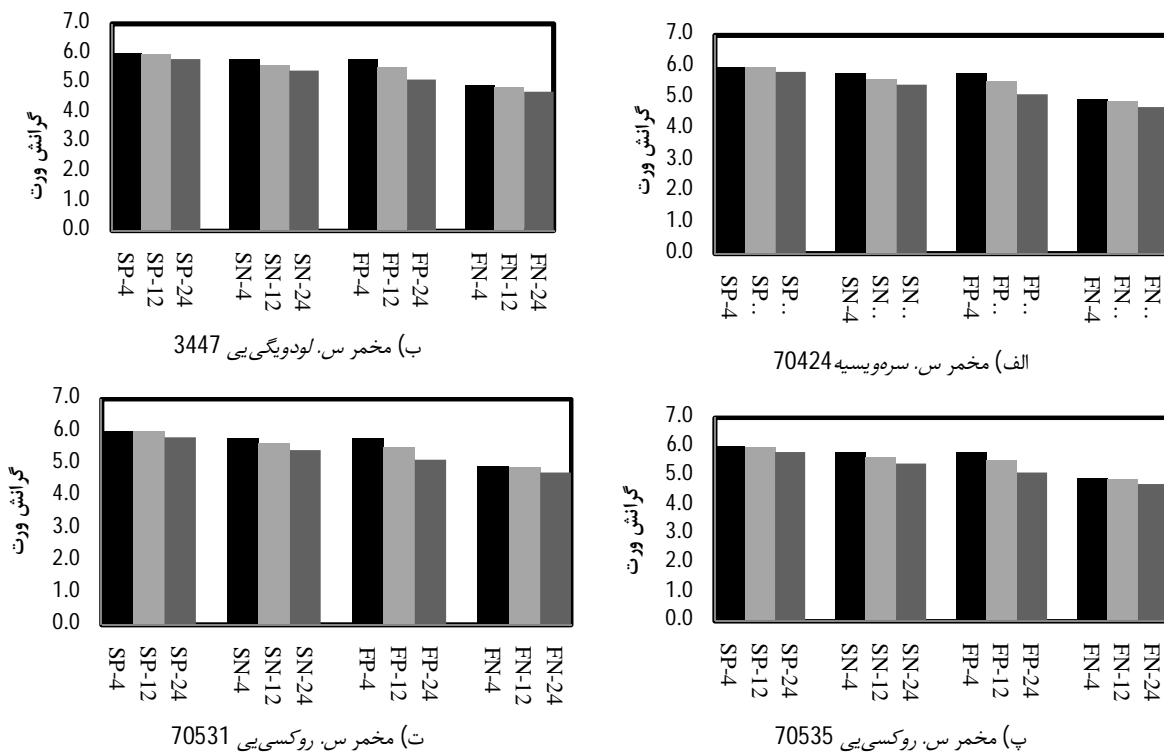 گرانش ورت
7.0
6.0
5.0
4.0
3.0
2.0
1.0
0.0
SP-4
SP..
SP..
SN-4
SN..
SN..
FP-4
FP..
FP..
FN-4
FN..
FN..
الف) مخمر س. سره‌ویسیه 70424
گرانش ورت
7.0
6.0
5.0
4.0
3.0
2.0
1.0
0.0
SP-4
SP-12
SP-24
SN-4
SN-12
SN-24
FP-4
FP-12
FP-24
FN-4
FN-12
FN-24
ب) مخمر س. لودویگی‌یی 3447
گرانش ورت
7.0
6.0
5.0
4.0
3.0
2.0
1.0
0.0
SP-4
SP-12
SP-24
SN-4
SN-12
SN-24
FP-4
FP-12
FP-24
FN-4
FN-12
FN-24
پ) مخمر س. روکسی‌یی 70535
گرانش ورت
7.0
6.0
5.0
4.0
3.0
2.0
1.0
0.0
SP-4
SP-12
SP-24
SN-4
SN-12
SN-24
FP-4
FP-12
FP-24
FN-4
FN-12
FN-24
ت) مخمر س. روکسی‌یی 70531